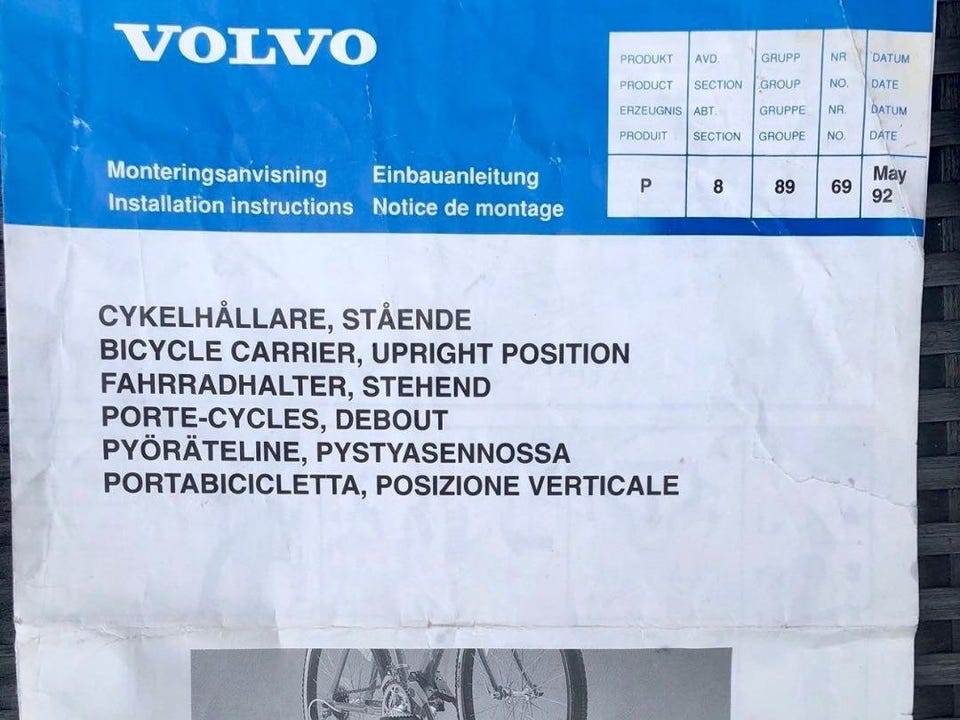 VOLVO
PRODUKT AVD. GRUPP NR DATUM
PRODUCT SECTION GROUP NO. DATE
ERZEUGNIS ABT. GRUPPE NR. DATUM
PRODUIT SECTION GROUPE NO. DATE
P 8 89 69 May 92
Monteringsanvisning Einbauanleitung
Installation instructions Notice de montage
CYKELHÅLLARE, STÅENDE
BICYCLE CARRIER, UPRIGHT POSITION
FAHRRADHALTER, STEHEND
PORTE-CYCLES, DEBOUT
PYÖRÄTELINE, PYSTYASENNOSSA
PORTABICICLETTA, POSIZIONE VERTICALE